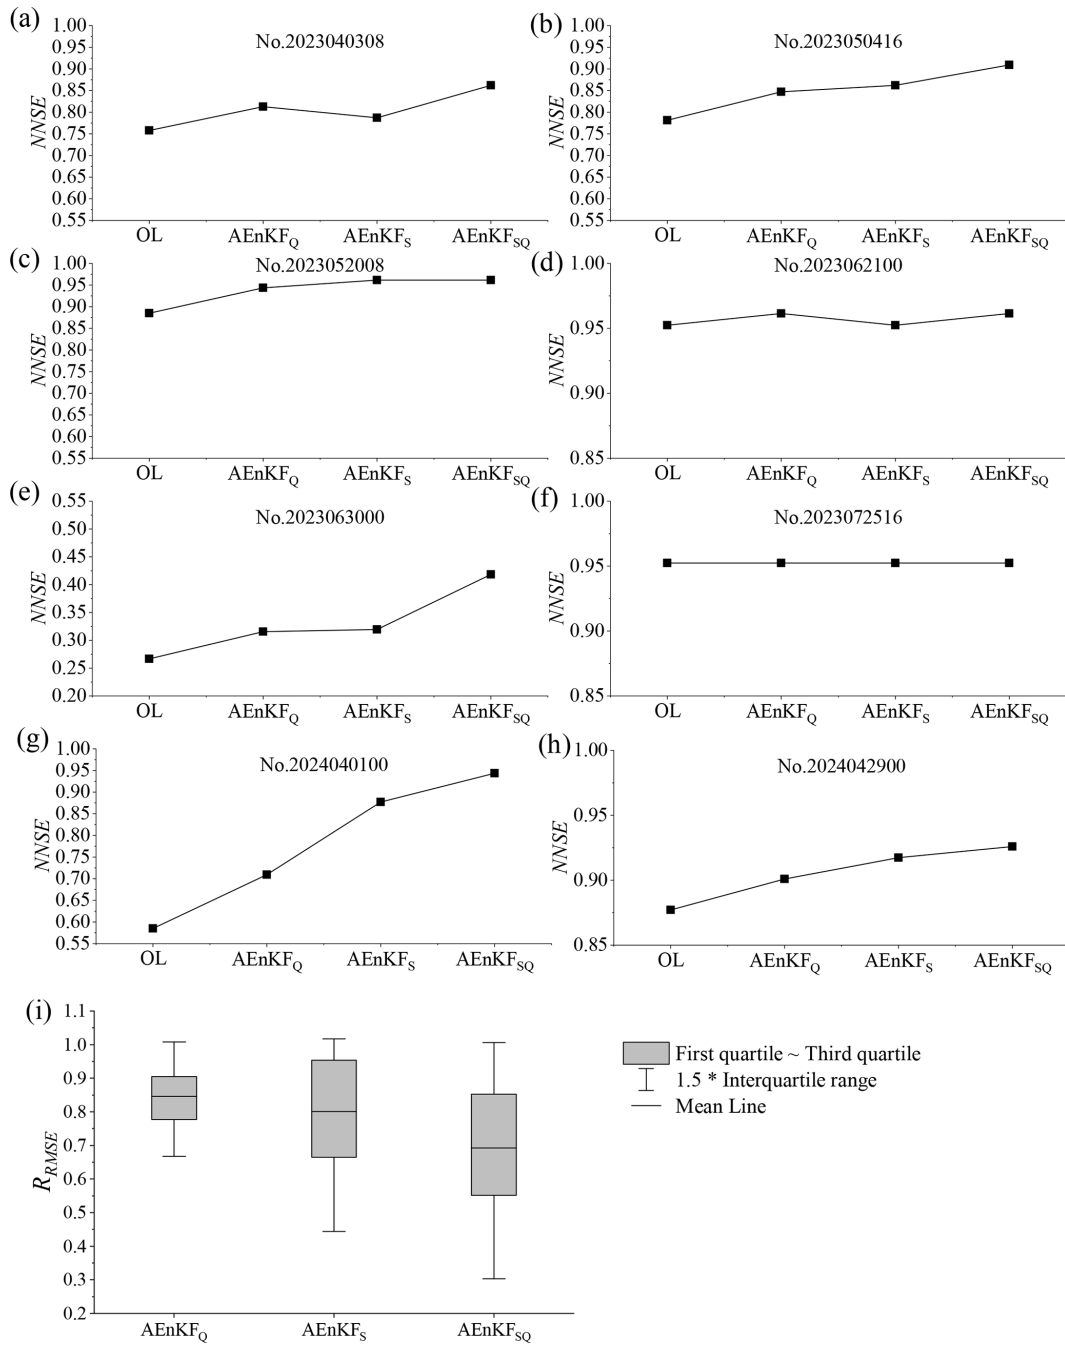 (a)
No.2023040308
NNSE
1.00
0.95
0.90
0.85
0.80
0.75
0.70
0.65
0.60
0.55
OL AEnKFQ AEnKFS AEnKFSQ
(b)
No.2023050416
NNSE
1.00
0.95
0.90
0.85
0.80
0.75
0.70
0.65
0.60
0.55
OL AEnKFQ AEnKFS AEnKFSQ
(c)
No.2023052008
NNSE
1.00
0.95
0.90
0.85
0.80
0.75
0.70
0.65
0.60
0.55
OL AEnKFQ AEnKFS AEnKFSQ
(d)
No.2023062100
NNSE
1.00
0.95
0.90
0.85
OL AEnKFQ AEnKFS AEnKFSQ
(e)
No.2023063000
NNSE
0.55
0.50
0.45
0.40
0.35
0.30
0.25
0.20
OL AEnKFQ AEnKFS AEnKFSQ
(f)
No.2023072516
NNSE
1.00
0.95
0.90
0.85
OL AEnKFQ AEnKFS AEnKFSQ
(g)
No.2024040100
NNSE
1.00
0.95
0.90
0.85
0.80
0.75
0.70
0.65
0.60
0.55
OL AEnKFQ AEnKFS AEnKFSQ
(h)
No.2024042900
NNSE
1.00
0.95
0.90
0.85
OL AEnKFQ AEnKFS AEnKFSQ
(i)
RRMSE
1.1
1.0
0.9
0.8
0.7
0.6
0.5
0.4
0.3
0.2
AEnKFQ AEnKFS AEnKFSQ
First quartile ~ Third quartile
1.5 * Interquartile range
Mean Line